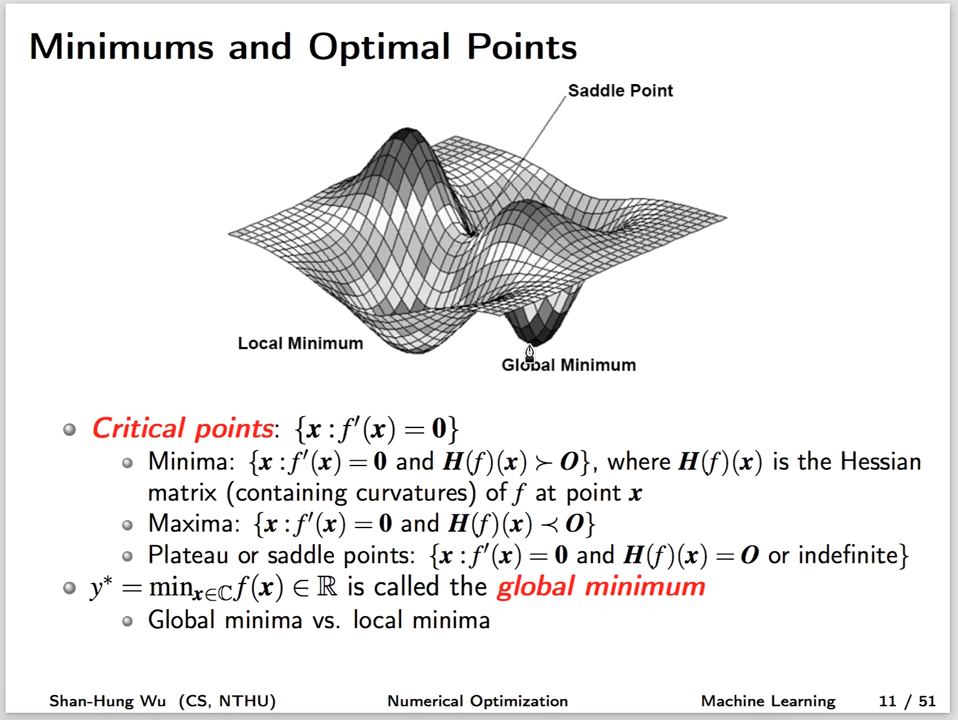 Minimums and Optimal Points
Saddle Point
Local Minimum
Global Minimum
Critical points: {x : f′(x) = 0}
Minima: {x : f′(x) = 0 and H(f)(x) ≻ O}, where H(f)(x) is the Hessian
matrix (containing curvatures) of f at point x
Maxima: {x : f′(x) = 0 and H(f)(x) ≺ O}
Plateau or saddle points: {x : f′(x) = 0 and H(f)(x) = O or indefinite}
y* = min_{x∈ℂ} f(x) ∈ ℝ is called the global minimum
Global minima vs. local minima
Shan-Hung Wu (CS, NTHU) Numerical Optimization Machine Learning 11 / 51